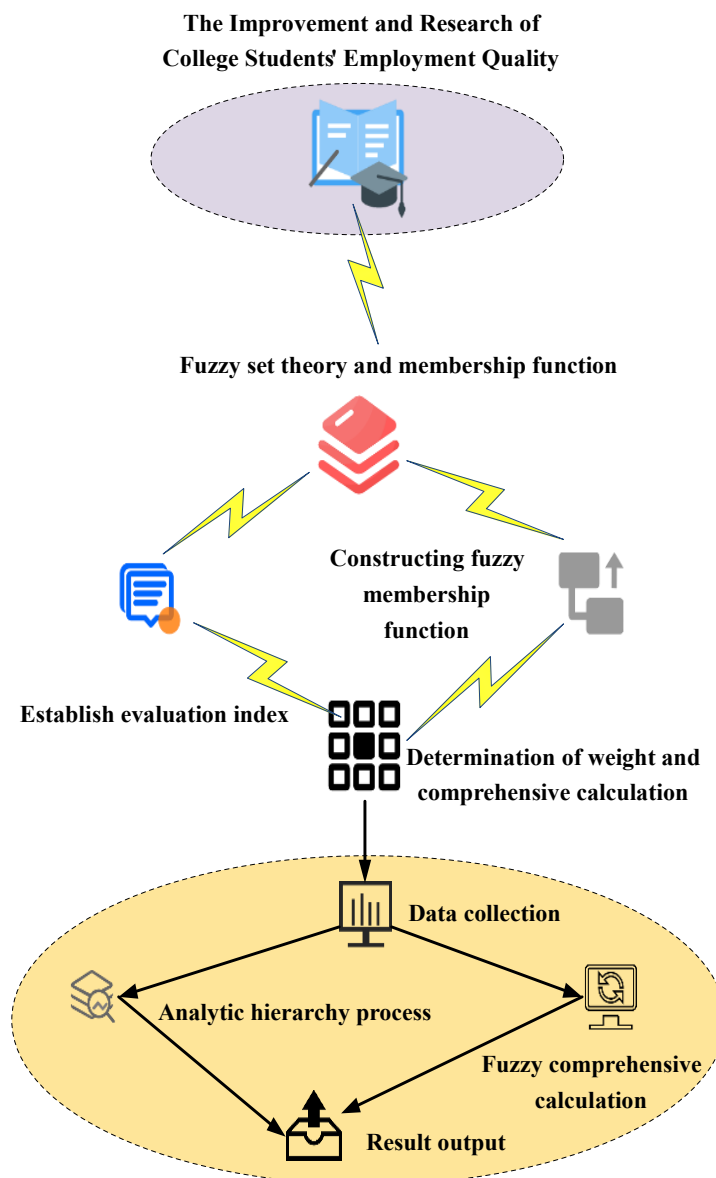 The Improvement and Research of
College Students' Employment Quality
Fuzzy set theory and membership function
Constructing fuzzy
membership
function
Establish evaluation index
Determination of weight and
comprehensive calculation
Data collection
Analytic hierarchy process
Fuzzy comprehensive
calculation
Result output